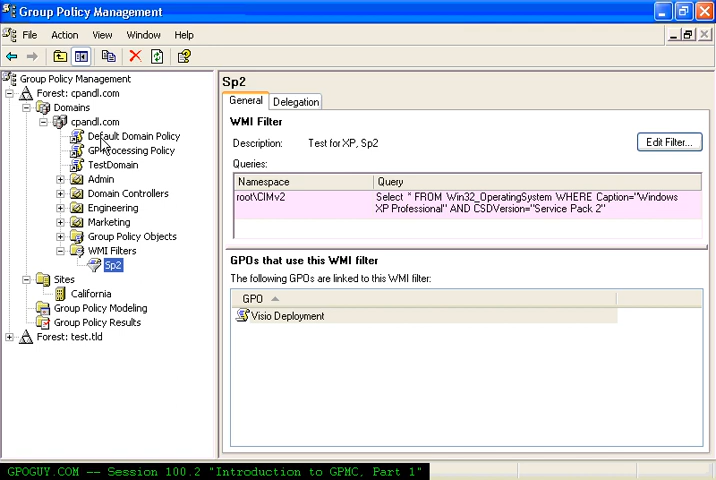 Group Policy Management
File Action View Window Help
Group Policy Management
Forest: cpandl.com
Domains
cpandl.com
Default Domain Policy
GPProcessing Policy
TestDomain
Admin
Domain Controllers
Engineering
Marketing
Group Policy Objects
WMI Filters
Sp2
Sites
California
Group Policy Modeling
Group Policy Results
Forest: test.tld
Sp2
General Delegation
WMI Filter
Description: Test for XP, Sp2
Edit Filter...
Queries:
Namespace Query
root\CIMv2 Select * FROM Win32_OperatingSystem WHERE Caption="Windows
XP Professional" AND CSDVersion="Service Pack 2"
GPOs that use this WMI filter
The following GPOs are linked to this WMI filter:
GPO
Visio Deployment
GPOGUY.COM -- Session 100.2 "Introduction to GPMC, Part 1"